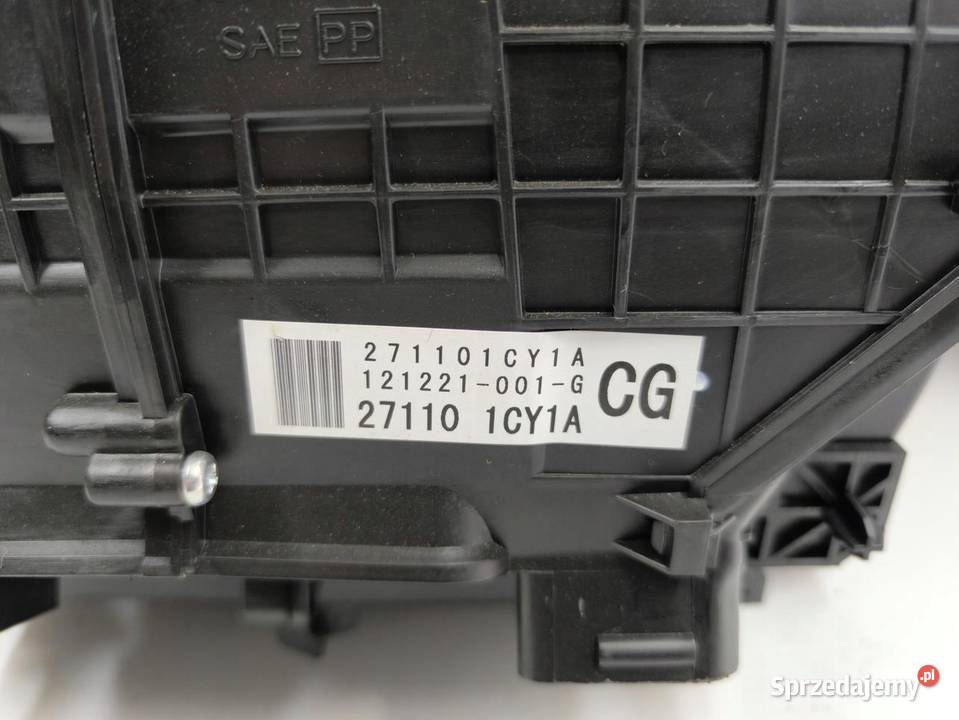 SAE PP
271101CY1A
121221-001-G
27110 1CY1A
CG
Sprzedajemy.pl